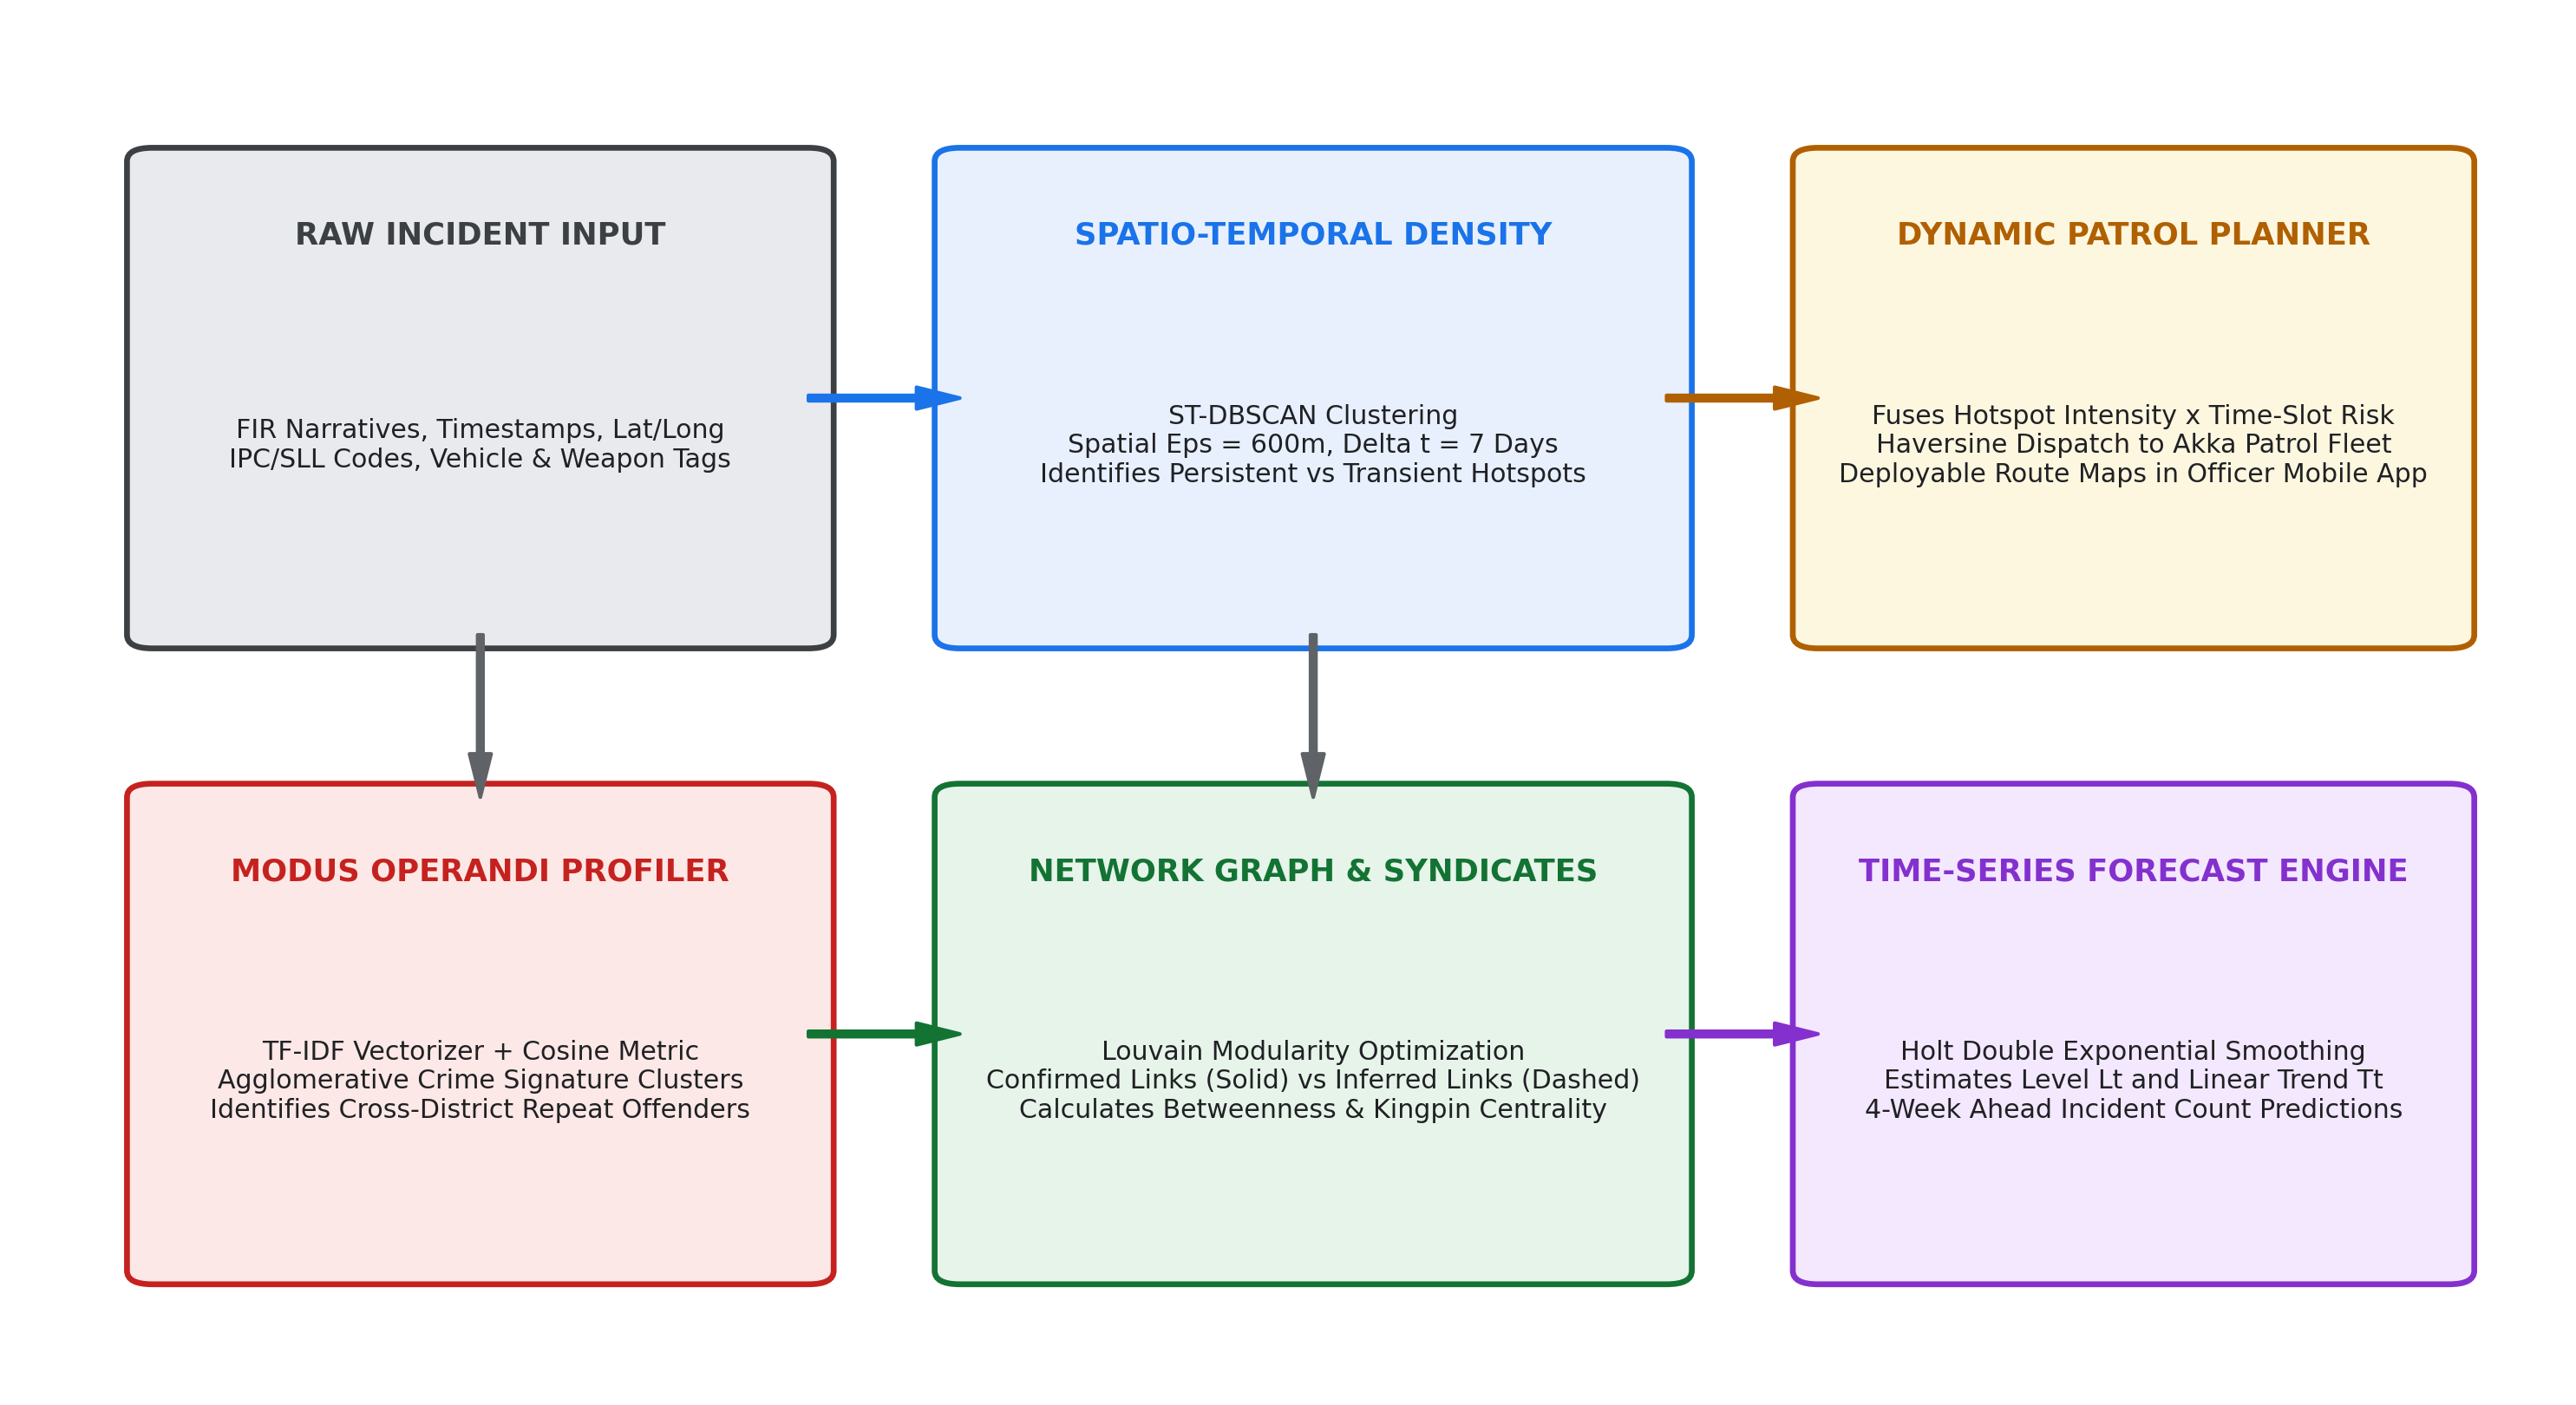 RAW INCIDENT INPUT
FIR Narratives, Timestamps, Lat/Long
IPC/SLL Codes, Vehicle & Weapon Tags
SPATIO-TEMPORAL DENSITY
ST-DBSCAN Clustering
Spatial Eps = 600m, Delta t = 7 Days
Identifies Persistent vs Transient Hotspots
DYNAMIC PATROL PLANNER
Fuses Hotspot Intensity x Time-Slot Risk
Haversine Dispatch to Akka Patrol Fleet
Deployable Route Maps in Officer Mobile App
MODUS OPERANDI PROFILER
TF-IDF Vectorizer + Cosine Metric
Agglomerative Crime Signature Clusters
Identifies Cross-District Repeat Offenders
NETWORK GRAPH & SYNDICATES
Louvain Modularity Optimization
Confirmed Links (Solid) vs Inferred Links (Dashed)
Calculates Betweenness & Kingpin Centrality
TIME-SERIES FORECAST ENGINE
Holt Double Exponential Smoothing
Estimates Level Lt and Linear Trend Tt
4-Week Ahead Incident Count Predictions